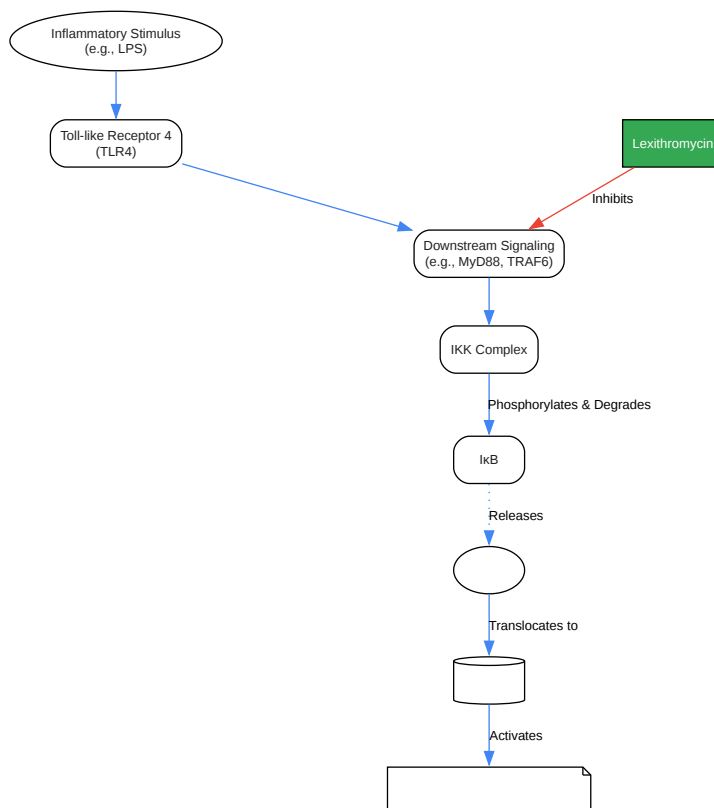 Inflammatory Stimulus
(e.g., LPS)
Toll-like Receptor 4
(TLR4)
Lexithromycin
Inhibits
Downstream Signaling
(e.g., MyD88, TRAF6)
IKK Complex
Phosphorylates & Degrades
IκB
Releases
Translocates to
Activates